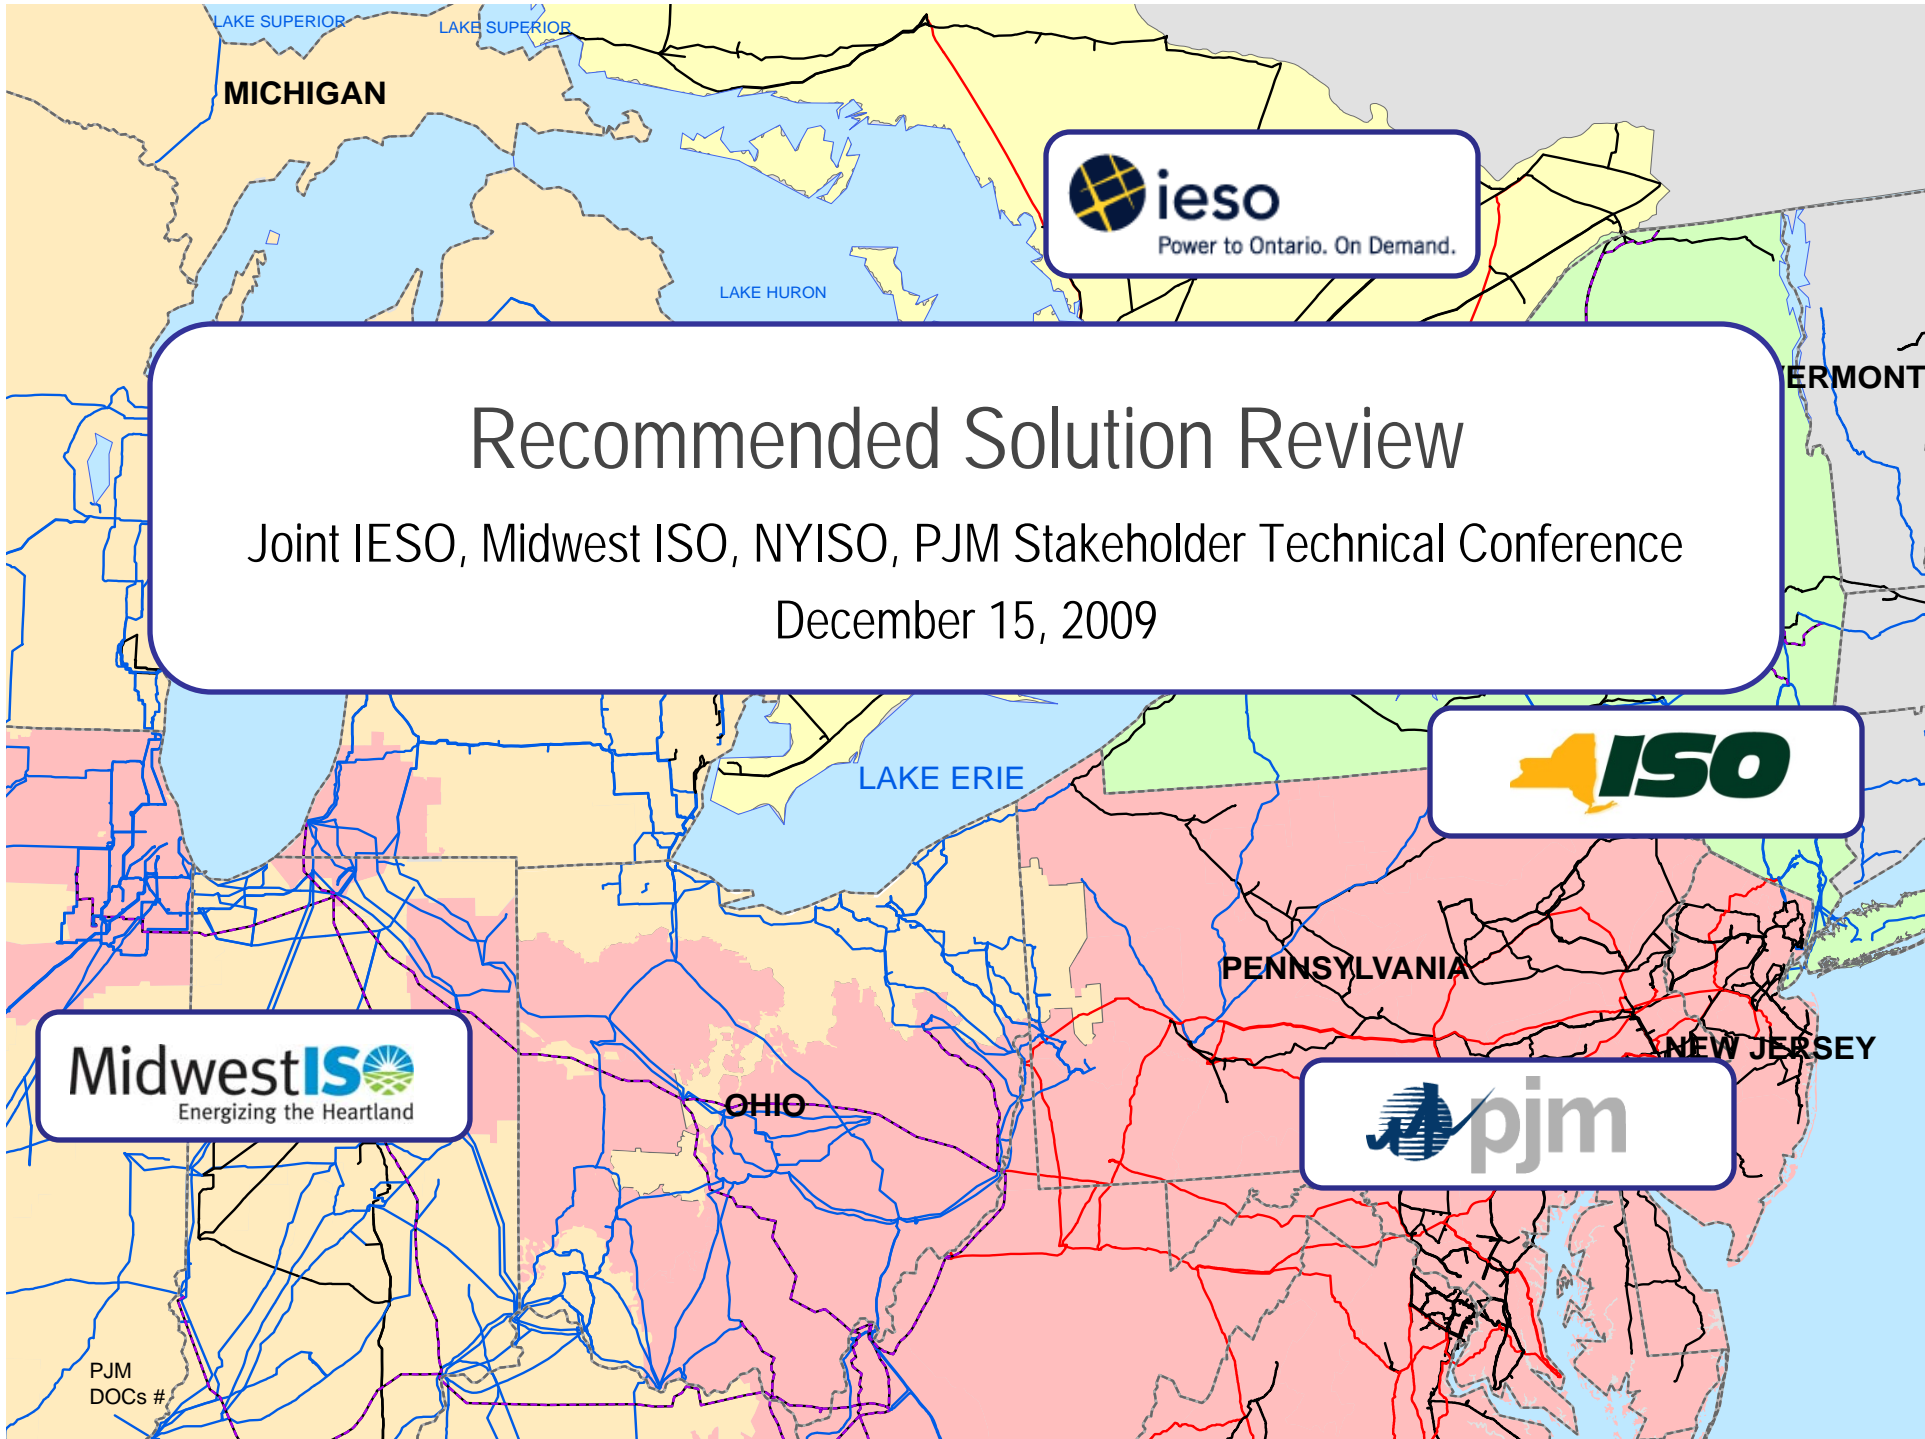 LAKE SUPERIOR
LAKE SUPERIOR
MICHIGAN
ieso
Power to Ontario. On Demand.
LAKE HURON
ERMONT
Recommended Solution Review
Joint IESO, Midwest ISO, NYISO, PJM Stakeholder Technical Conference
December 15, 2009
ISO
LAKE ERIE
PENNSYLVANIA
NEW JERSEY
MidwestISO
Energizing the Heartland
OHIO
pjm
PJM
DOCs #